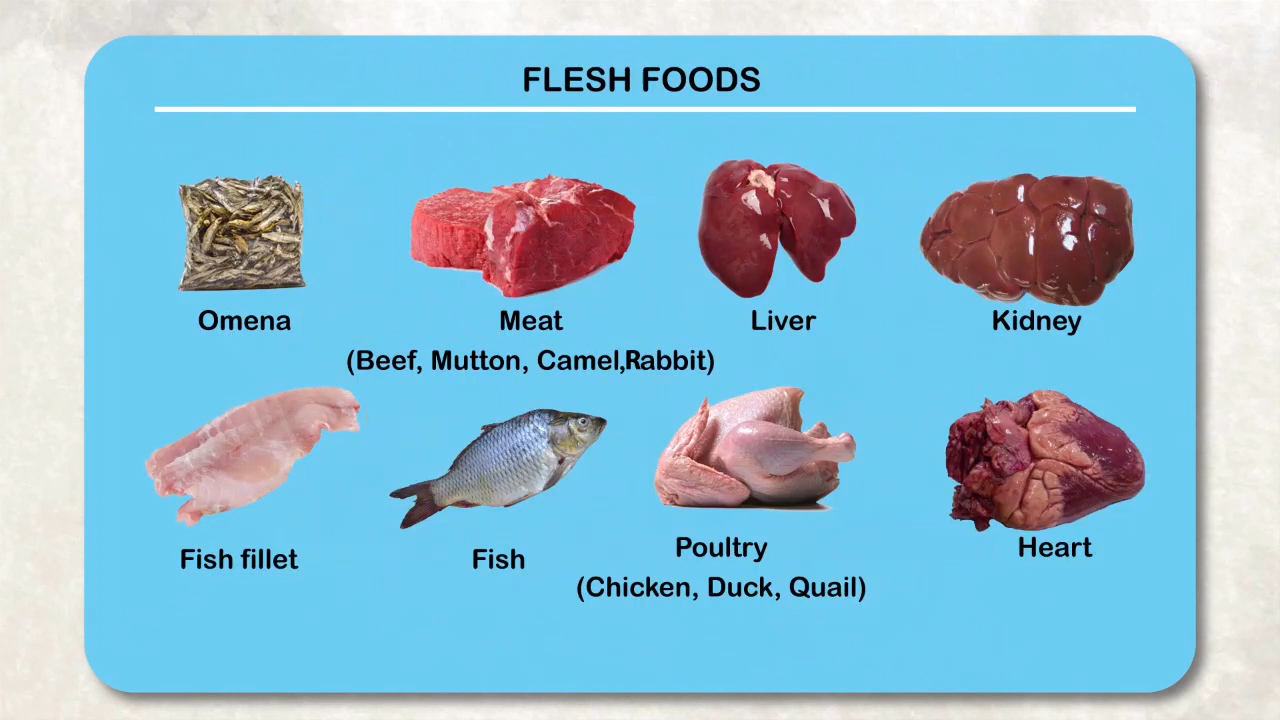 FLESH FOODS
Omena
Meat
(Beef, Mutton, Camel,Rabbit)
Liver
Kidney
Fish fillet
Fish
Poultry
(Chicken, Duck, Quail)
Heart